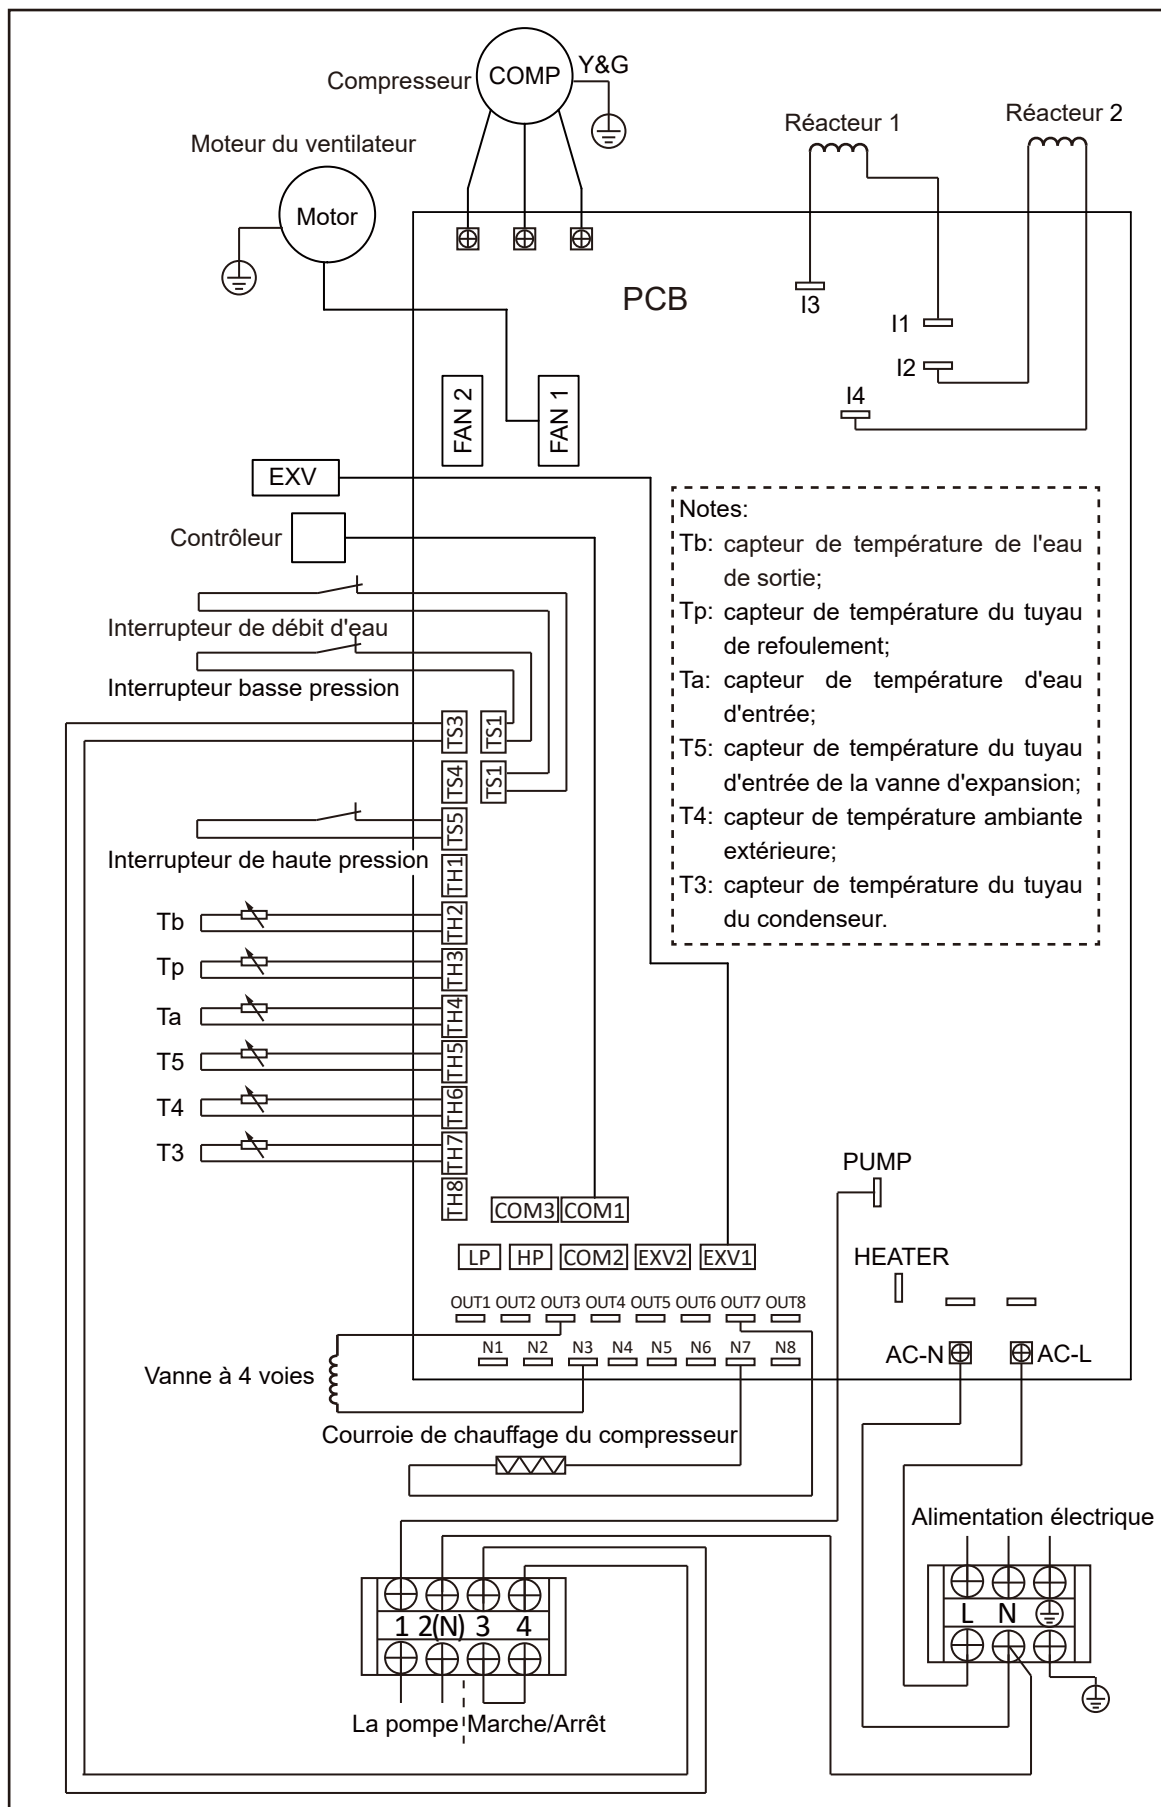 Compresseur
COMP
Y&G
Réacteur 1
Réacteur 2
Moteur du ventilateur
Motor
PCB
I3
I1
I2
I4
FAN 2
FAN 1
EXV
Contrôleur
Notes:
Tb: capteur de température de l'eau
de sortie;
Tp: capteur de température du tuyau
de refoulement;
Ta: capteur de température d'eau
d'entrée;
T5: capteur de température du tuyau
d'entrée de la vanne d'expansion;
T4: capteur de température ambiante
extérieure;
T3: capteur de température du tuyau
du condenseur.
Interrupteur de débit d'eau
Interrupteur basse pression
TS3
TS1
TS4
TS1
TS5
Interrupteur de haute pression
TH1
Tb
TH2
Tp
TH3
Ta
TH4
T5
TH5
T4
TH6
T3
TH7
TH8
COM3
COM1
PUMP
LP
HP
COM2
EXV2
EXV1
HEATER
OUT1
OUT2
OUT3
OUT4
OUT5
OUT6
OUT7
OUT8
N1
N2
N3
N4
N5
N6
N7
N8
AC-N
AC-L
Vanne à 4 voies
Courroie de chauffage du compresseur
Alimentation électrique
1 2(N) 3 4
L N
La pompe
Marche/Arrêt